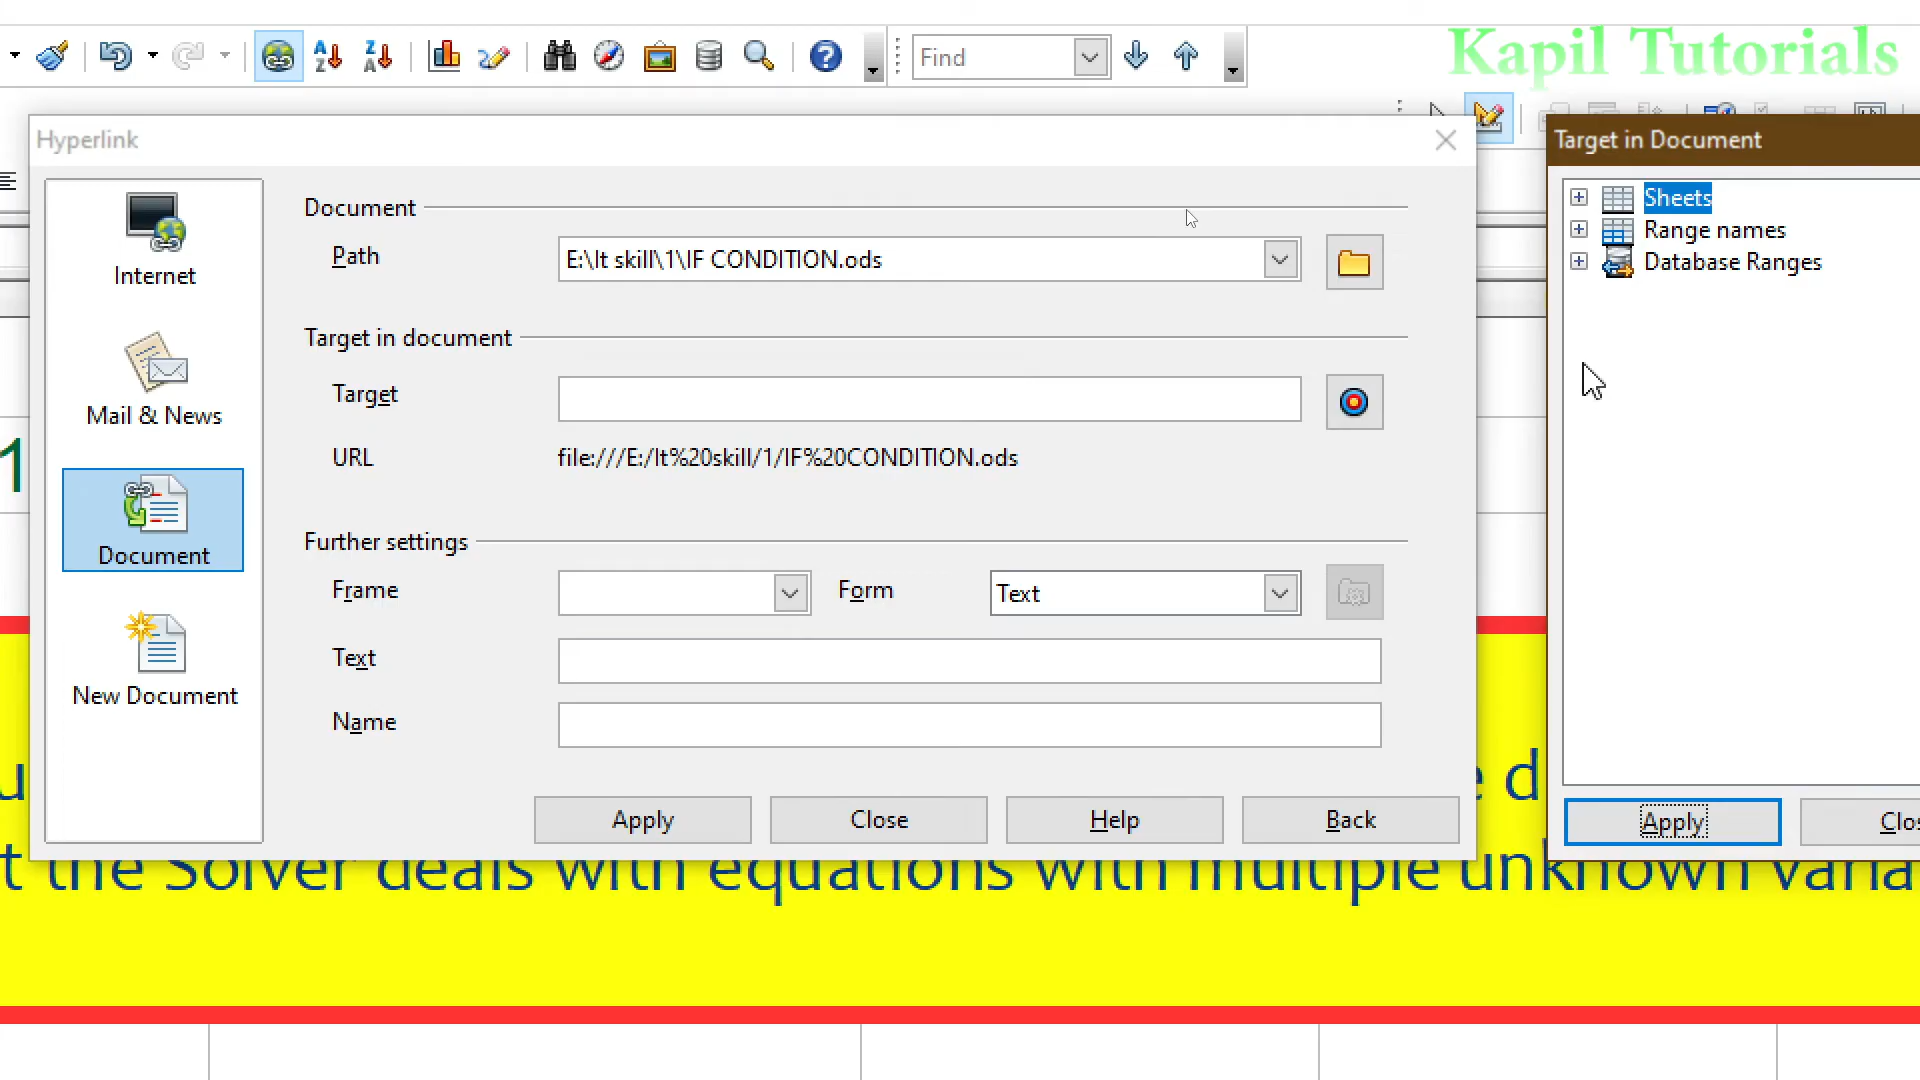 Kapil Tutorials
Find
Hyperlink
Target in Document
Internet
Mail & News
Document
New Document
Document
Path
E:\It skill\1\IF CONDITION.ods
Target in document
Target
URL
file:///E:/It%20skill/1/IF%20CONDITION.ods
Further settings
Frame
Form
Text
Text
Name
Apply
Close
Help
Back
Sheets
Range names
Database Ranges
Apply
Clos
1
u
e d
t the Solver deals with equations with multiple unknown varia